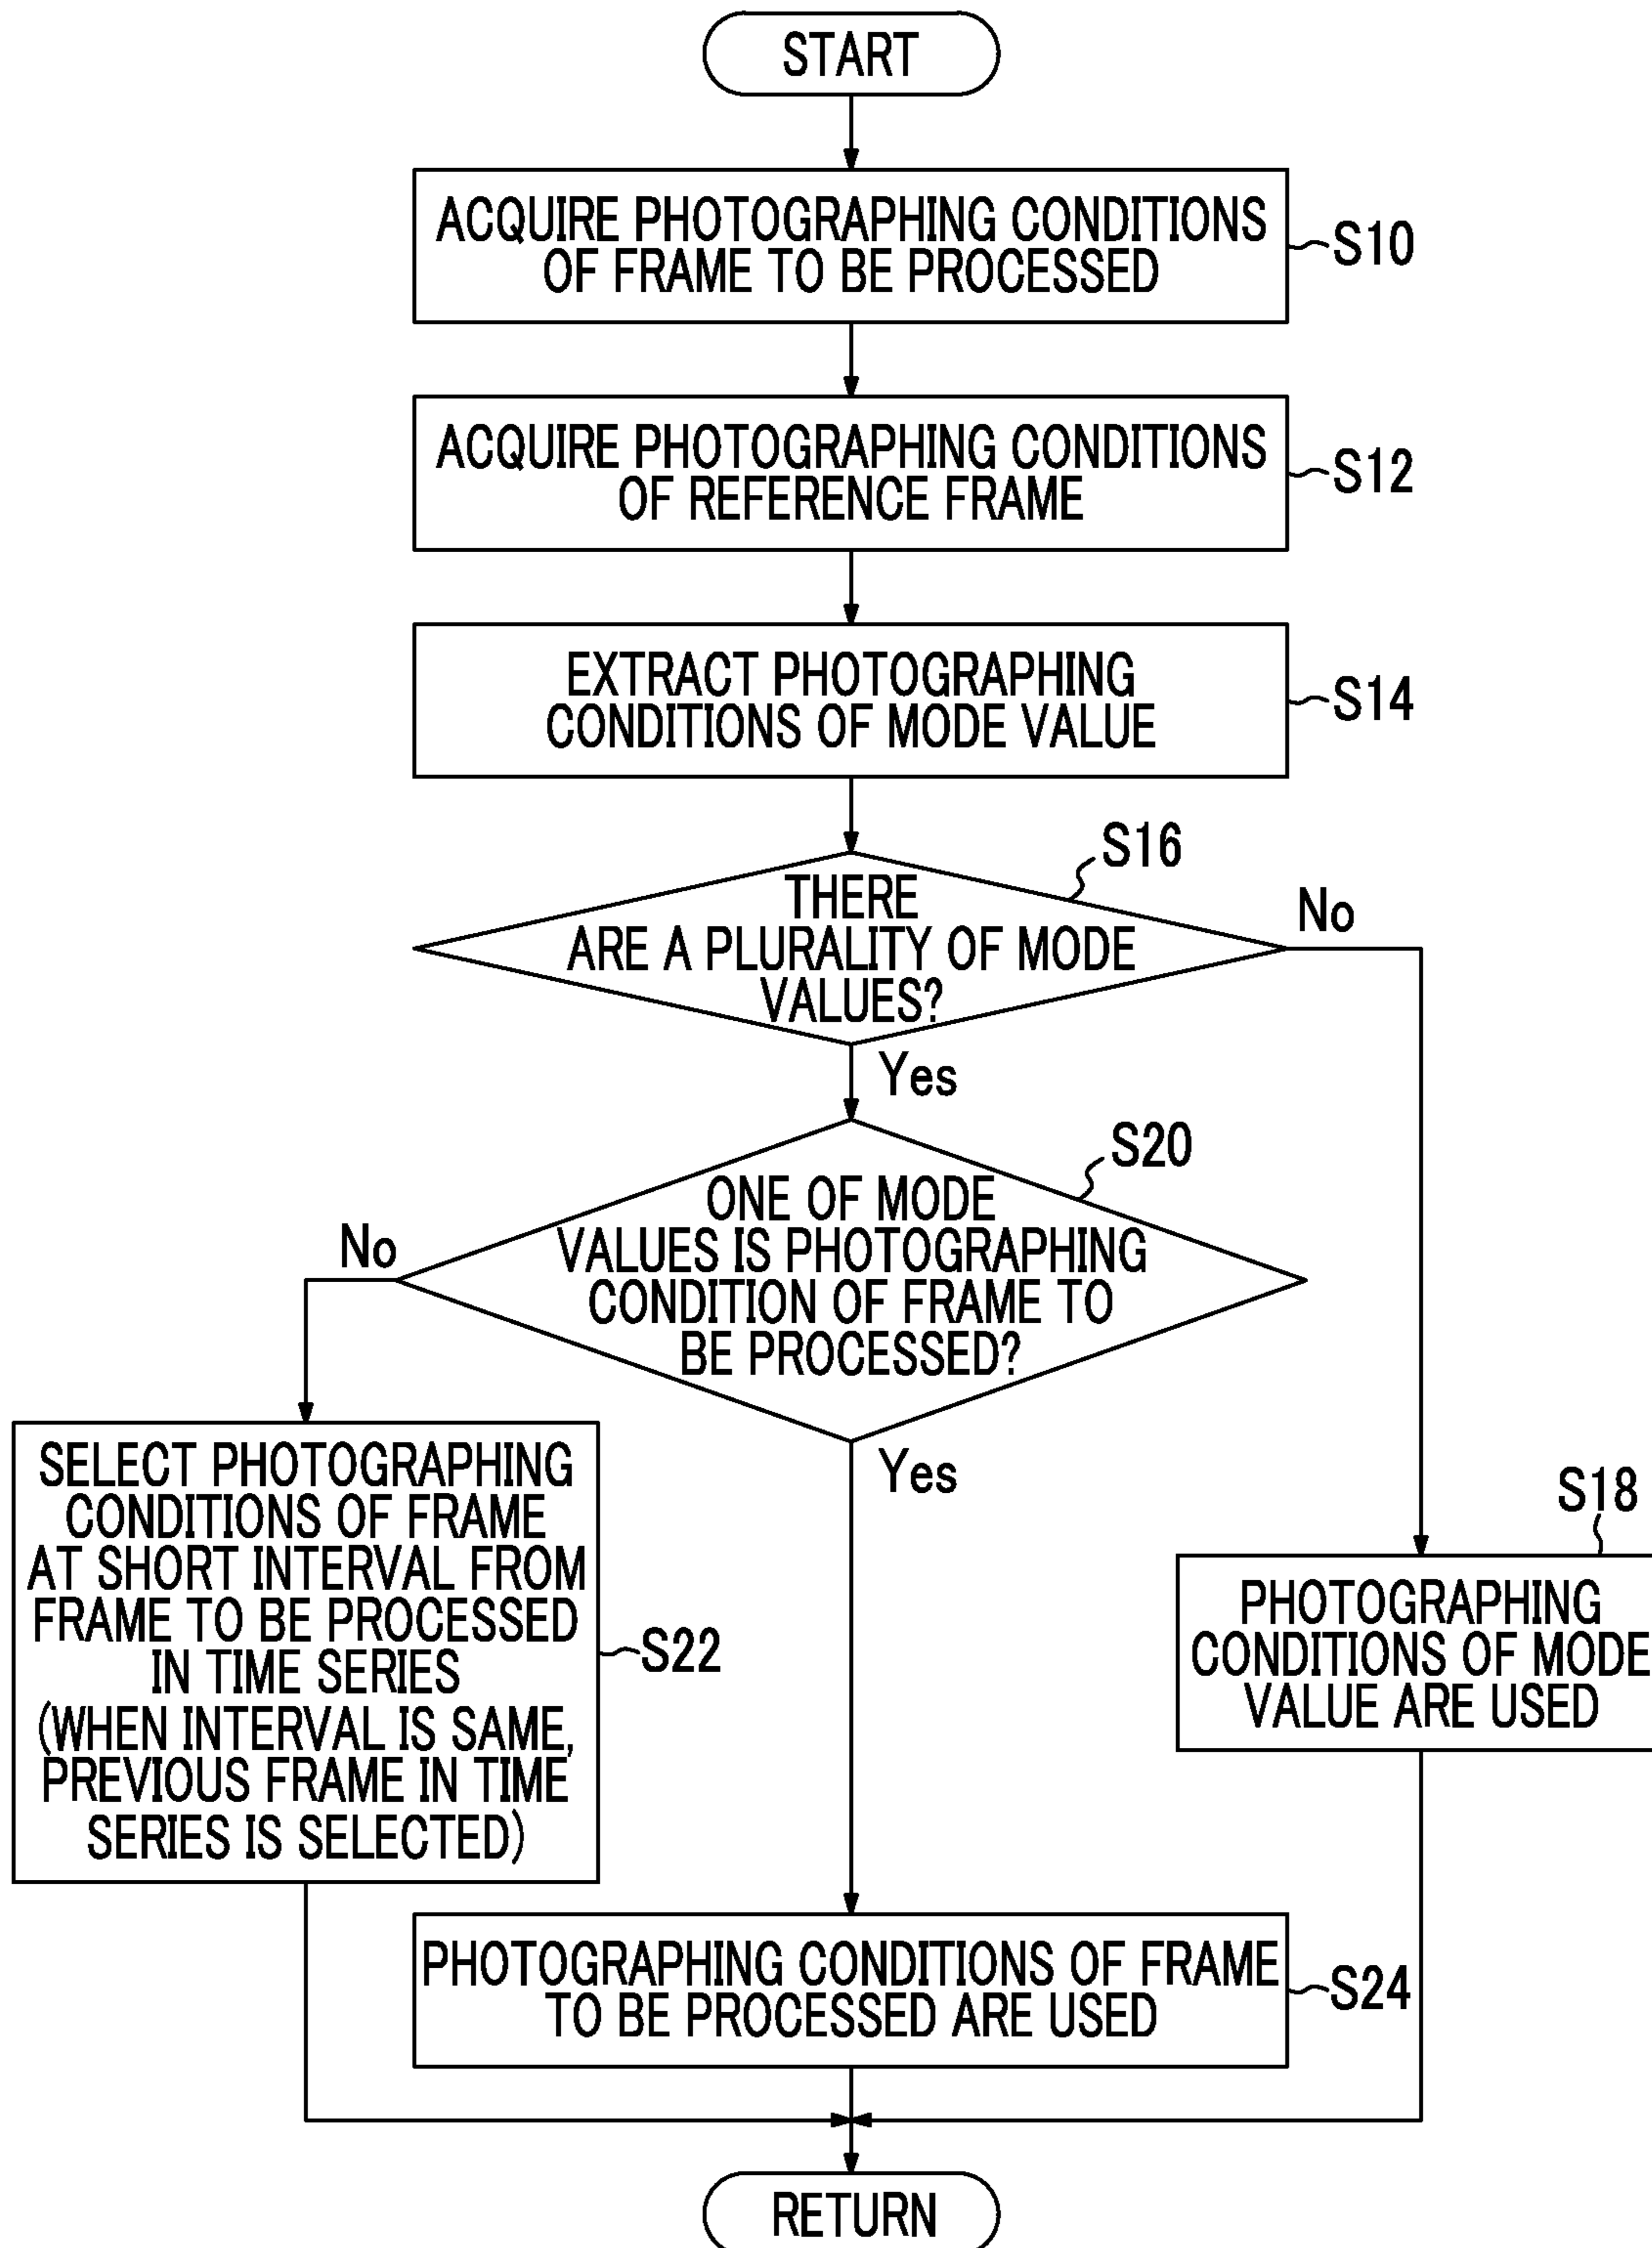 START
ACQUIRE PHOTOGRAPHING CONDITIONS
OF FRAME TO BE PROCESSED
S10
ACQUIRE PHOTOGRAPHING CONDITIONS
OF REFERENCE FRAME
S12
EXTRACT PHOTOGRAPHING
CONDITIONS OF MODE VALUE
S14
S16
THERE
ARE A PLURALITY OF MODE
VALUES?
No
Yes
S20
ONE OF MODE
VALUES IS PHOTOGRAPHING
CONDITION OF FRAME TO
BE PROCESSED?
No
Yes
SELECT PHOTOGRAPHING
CONDITIONS OF FRAME
AT SHORT INTERVAL FROM
FRAME TO BE PROCESSED
IN TIME SERIES
(WHEN INTERVAL IS SAME,
PREVIOUS FRAME IN TIME
SERIES IS SELECTED)
S22
S18
PHOTOGRAPHING
CONDITIONS OF MODE
VALUE ARE USED
PHOTOGRAPHING CONDITIONS OF FRAME
TO BE PROCESSED ARE USED
S24
RETURN